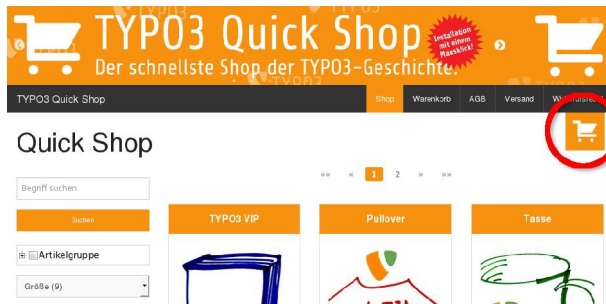 TYPO3 Quick Shop
Installation
mit einem
Mausklick!
Der schnellste Shop der TYPO3-Geschichte.
TYPO3 Quick Shop
Shop Warenkorb AGB Versand
Quick Shop
«« « 1 2 » »»
Begriff suchen
Suchen
TYPO3 VIP Pullover Tasse
Artikelgruppe
Größe (9)